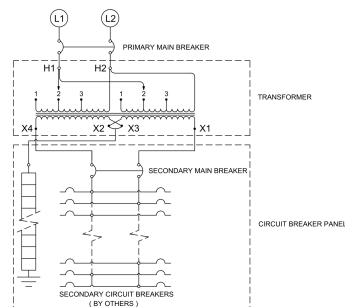 L1 L2
PRIMARY MAIN BREAKER
H1 H2
1 2 3 1 2 3
TRANSFORMER
X4 X2 X3 X1
SECONDARY MAIN BREAKER
CIRCUIT BREAKER PANEL
SECONDARY CIRCUIT BREAKERS
( BY OTHERS )